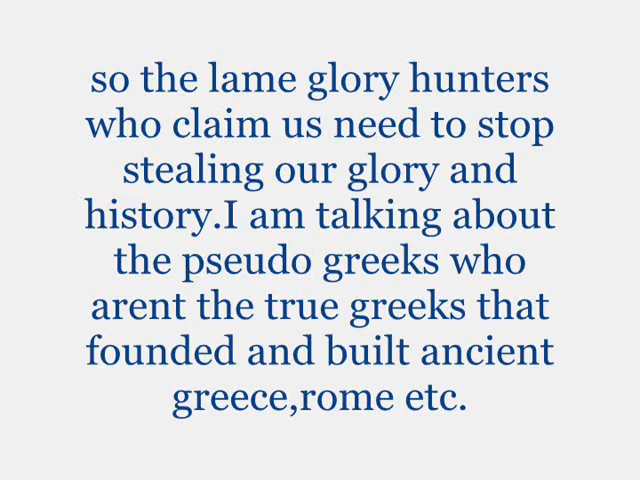 so the lame glory hunters
who claim us need to stop
stealing our glory and
history.I am talking about
the pseudo greeks who
arent the true greeks that
founded and built ancient
greece,rome etc.